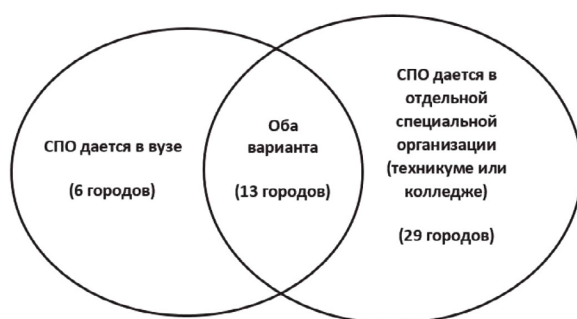 СПО дается в вузе
(6 городов)
Оба
варианта
(13 городов)
СПО дается в
отдельной
специальной
организации
(техникуме или
колледже)
(29 городов)